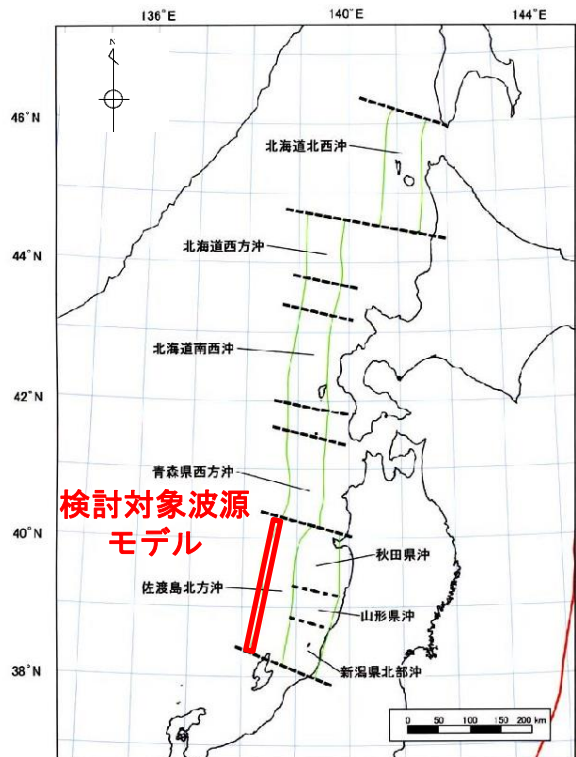 136°E
140°E
144°E
N
46°N
北海道北西沖
44°N
北海道西方沖
北海道南西沖
42°N
青森県西方沖
検討対象波源
モデル
40°N
秋田県沖
佐渡島北方沖
山形県沖
38°N
新潟県北部沖
0 50 100 150 200 km